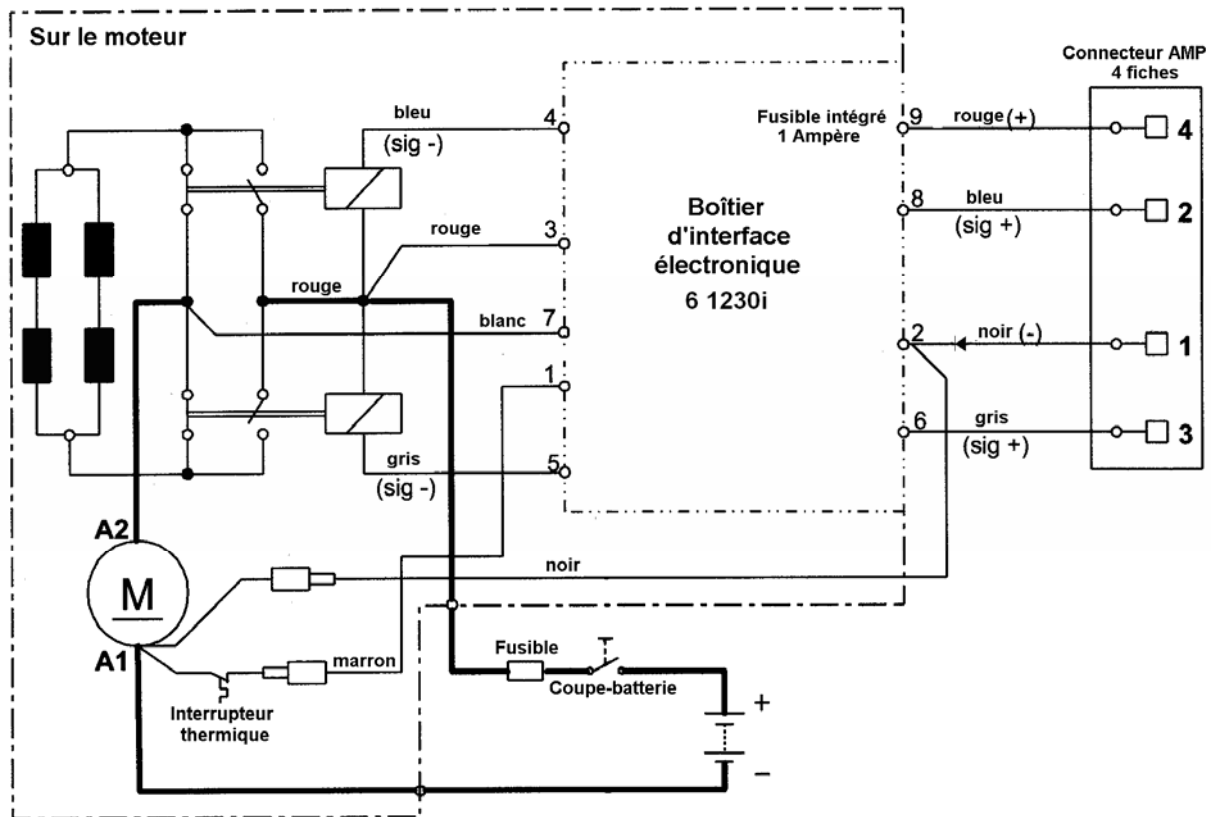 Sur le moteur
Connecteur AMP
4 fiches
bleu
(sig -)
4
Fusible intégré
1 Ampère
9
rouge (+)
4
8
bleu
(sig +)
2
rouge
3
Boîtier
d'interface
électronique
6 1230i
rouge
blanc
7
2
noir (-)
1
1
6
gris
(sig +)
3
gris
(sig -)
5
A2
M
A1
noir
marron
Interrupteur
thermique
Fusible
Coupe-batterie
+
−